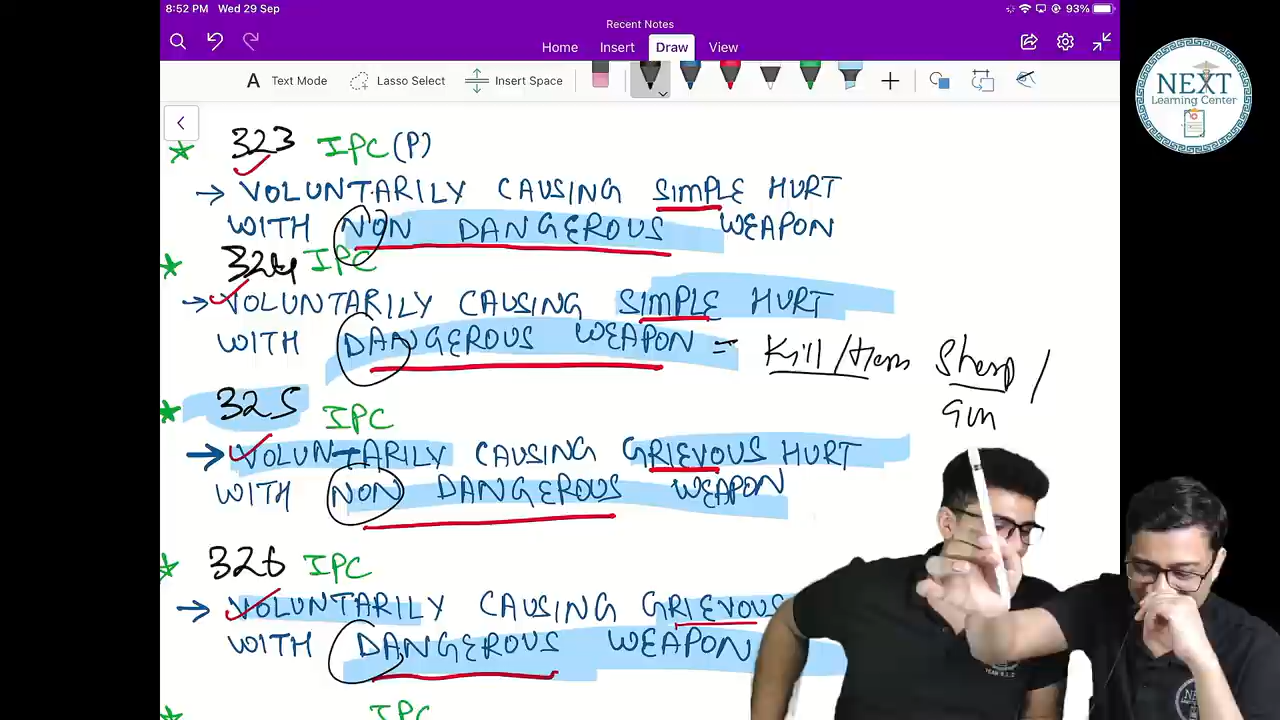 8:52 PM Wed 29 Sep
93%
Recent Notes
Home Insert Draw View
Text Mode Lasso Select Insert Space
NEXT
Learning Center
323 IPC (P)
→ VOLUNTARILY CAUSING SIMPLE HURT
WITH NON DANGEROUS WEAPON
324 IPC
→ VOLUNTARILY CAUSING SIMPLE HURT
WITH DANGEROUS WEAPON = Kill / Harm Sharp /
Gun
325 IPC
→ VOLUNTARILY CAUSING GRIEVOUS HURT
WITH NON DANGEROUS WEAPON
326 IPC
→ VOLUNTARILY CAUSING GRIEVOUS
WITH DANGEROUS WEAPON
IPC
NEXT